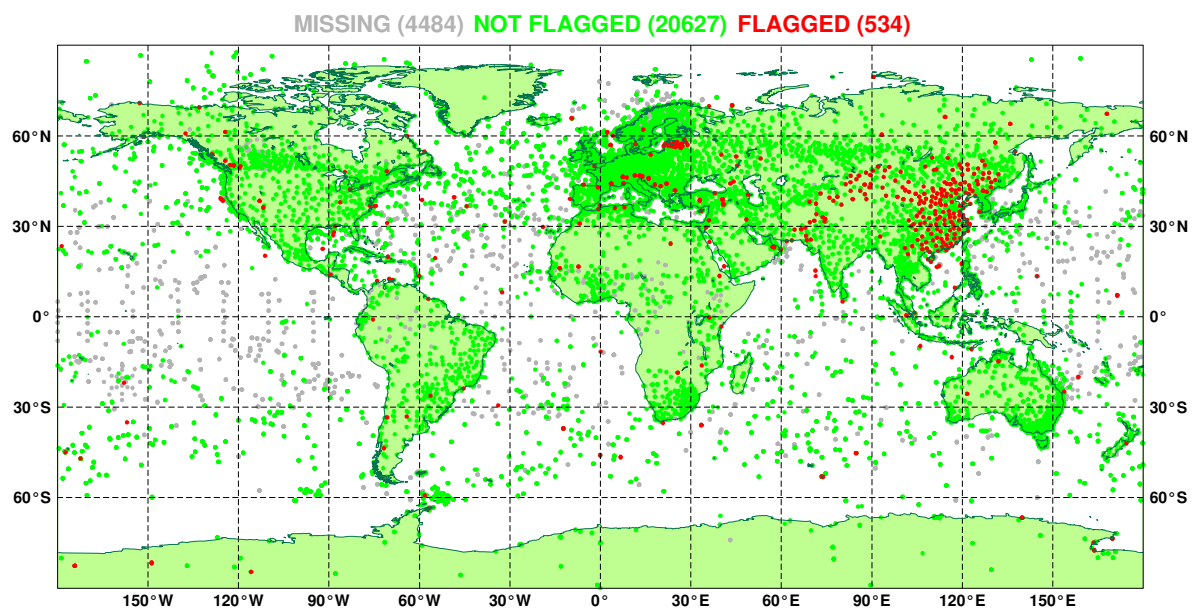 MISSING (4484) NOT FLAGGED (20627) FLAGGED (534)
60°N 60°N
30°N 30°N
0° 0°
30°S 30°S
60°S 60°S
150°W 120°W 90°W 60°W 30°W 0° 30°E 60°E 90°E 120°E 150°E